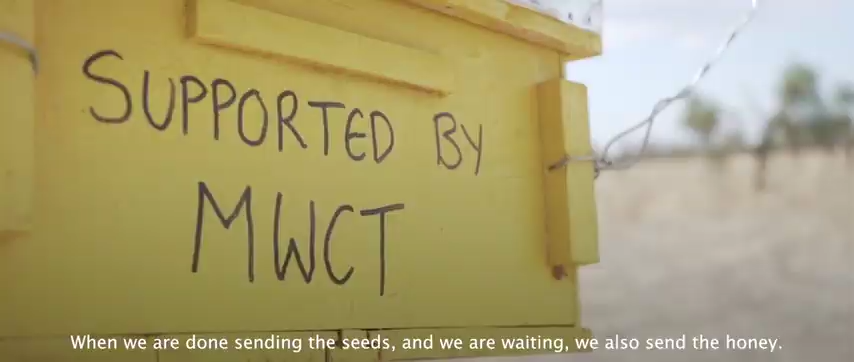 SUPPORTED BY
MWCT
When we are done sending the seeds, and we are waiting, we also send the honey.